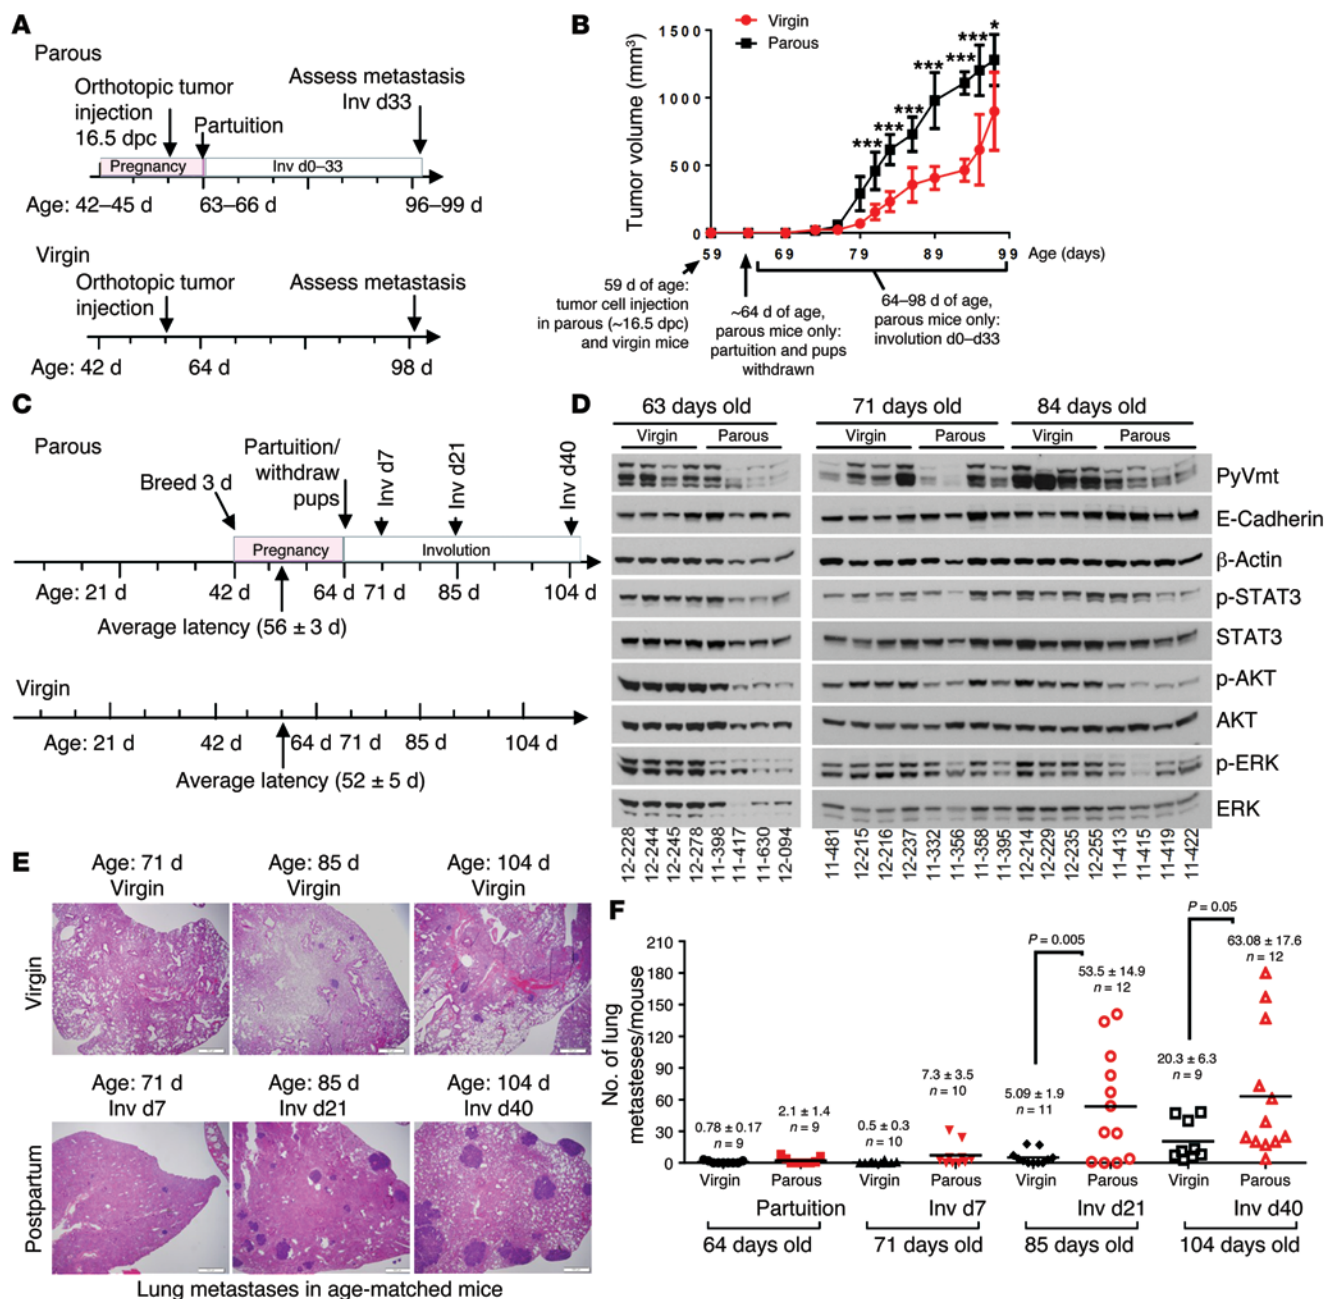 A
Parous
Orthotopic tumor
injection
16.5 dpc
Partuition
Assess metastasis
Inv d33
Pregnancy
Inv d0–33
Age: 42–45 d
63–66 d
96–99 d
Virgin
Orthotopic tumor
injection
Assess metastasis
Age: 42 d
64 d
98 d
B
Virgin
Parous
Tumor volume (mm³)
1500
1000
500
0
***
***
***
***
***
***
*
59
69
79
89
99
Age (days)
59 d of age:
tumor cell injection
in parous (~16.5 dpc)
and virgin mice
~64 d of age,
parous mice only:
partuition and pups
withdrawn
64–98 d of age,
parous mice only:
involution d0–d33
C
Parous
Breed 3 d
Partuition/
withdraw
pups
Inv d7
Inv d21
Inv d40
Pregnancy
Involution
Age: 21 d
42 d
64 d
71 d
85 d
104 d
Average latency (56 ± 3 d)
Virgin
Age: 21 d
42 d
64 d
71 d
85 d
104 d
Average latency (52 ± 5 d)
D
63 days old
71 days old
84 days old
Virgin
Parous
Virgin
Parous
Virgin
Parous
PyVmt
E-Cadherin
β-Actin
p-STAT3
STAT3
p-AKT
AKT
p-ERK
ERK
12-228
12-244
12-245
12-278
11-398
11-417
11-630
12-094
11-481
12-215
12-216
12-237
11-332
11-356
11-358
11-395
12-214
12-229
12-235
12-255
11-413
11-415
11-419
11-422
E
Age: 71 d
Virgin
Age: 85 d
Virgin
Age: 104 d
Virgin
Virgin
Age: 71 d
Inv d7
Age: 85 d
Inv d21
Age: 104 d
Inv d40
Postpartum
Lung metastases in age-matched mice
F
No. of lung
metasteses/mouse
210
180
150
120
90
60
30
0
0.78 ± 0.17
n = 9
2.1 ± 1.4
n = 9
0.5 ± 0.3
n = 10
7.3 ± 3.5
n = 10
5.09 ± 1.9
n = 11
P = 0.005
53.5 ± 14.9
n = 12
20.3 ± 6.3
n = 9
P = 0.05
63.08 ± 17.6
n = 12
Virgin
Parous
Virgin
Parous
Virgin
Parous
Virgin
Parous
Partuition
Inv d7
Inv d21
Inv d40
64 days old
71 days old
85 days old
104 days old